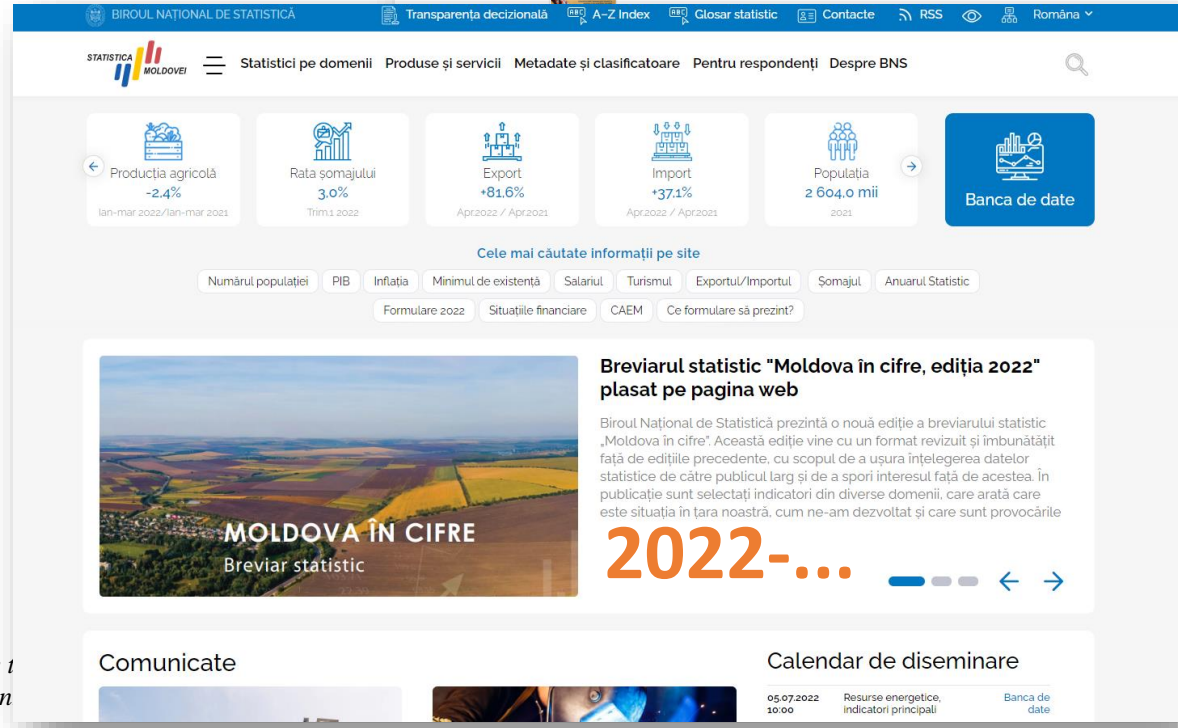 BIROUL NAȚIONAL DE STATISTICĂ
Transparența decizională
A-Z Index
Glosar statistic
Contacte
RSS
Româna
STATISTICA
MOLDOVEI
Statistici pe domenii Produse și servicii Metadate și clasificatoare Pentru respondenți Despre BNS
Producția agricolă
-2,4%
Ian-mar 2022/Ian-mar 2021
Rata șomajului
3,0%
Trim.1 2022
Export
+81,6%
Apr.2022 / Apr.2021
Import
+37,1%
Apr.2022 / Apr.2021
Populația
2 604,0 mii
2021
Banca de date
Cele mai căutate informații pe site
Numărul populației PIB Inflația Minimul de existență Salariul Turismul Exportul/Importul Șomajul Anuarul Statistic
Formulare 2022 Situațiile financiare CAEM Ce formulare să prezint?
MOLDOVA ÎN CIFRE
Breviar statistic
Breviarul statistic "Moldova în cifre, ediția 2022"
plasat pe pagina web
Biroul Național de Statistică prezintă o nouă ediție a breviarului statistic
„Moldova în cifre". Această ediție vine cu un format revizuit și îmbunătățit
față de edițiile precedente, cu scopul de a ușura înțelegerea datelor
statistice de către publicul larg și de a spori interesul față de acestea. În
publicație sunt selectați indicatori din diverse domenii, care arată care
este situația în țara noastră, cum ne-am dezvoltat și care sunt provocările
2022-...
Comunicate
Calendar de diseminare
05.07.2022
10:00
Resurse energetice,
indicatori principali
Banca de
date